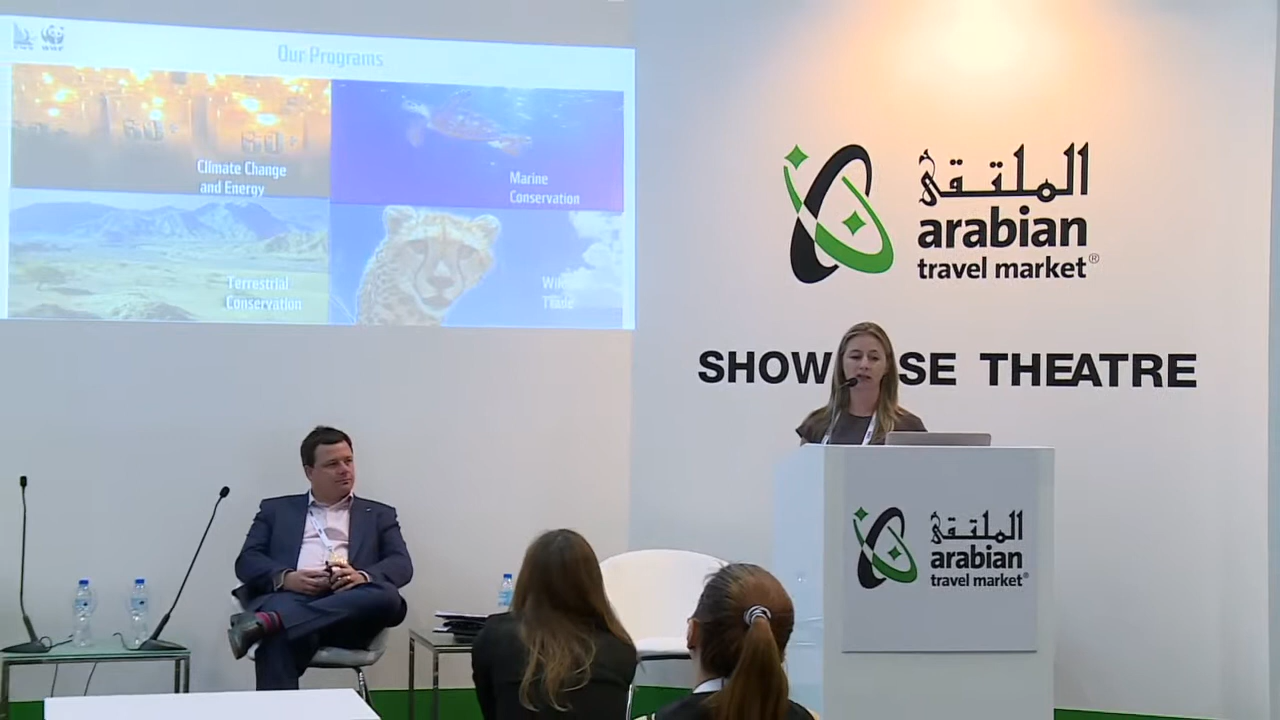 WWF
Our Programs
Climate Change
and Energy
Marine
Conservation
Terrestrial
Conservation
الملتقى
arabian
travel market®
SHOW SE THEATRE
الملتقى
arabian
travel market®